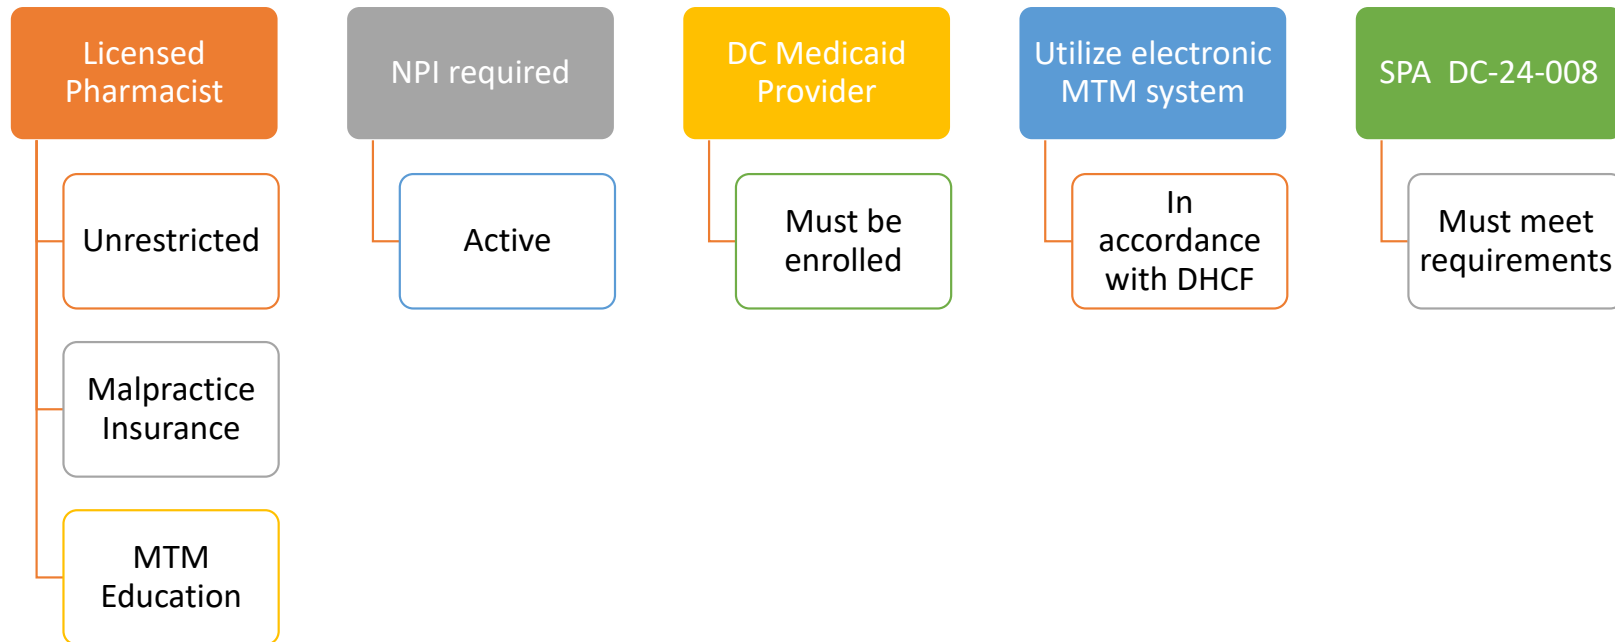 Licensed
Pharmacist
Unrestricted
Malpractice
Insurance
MTM
Education
NPI required
Active
DC Medicaid
Provider
Must be
enrolled
Utilize electronic
MTM system
In
accordance
with DHCF
SPA DC-24-008
Must meet
requirements